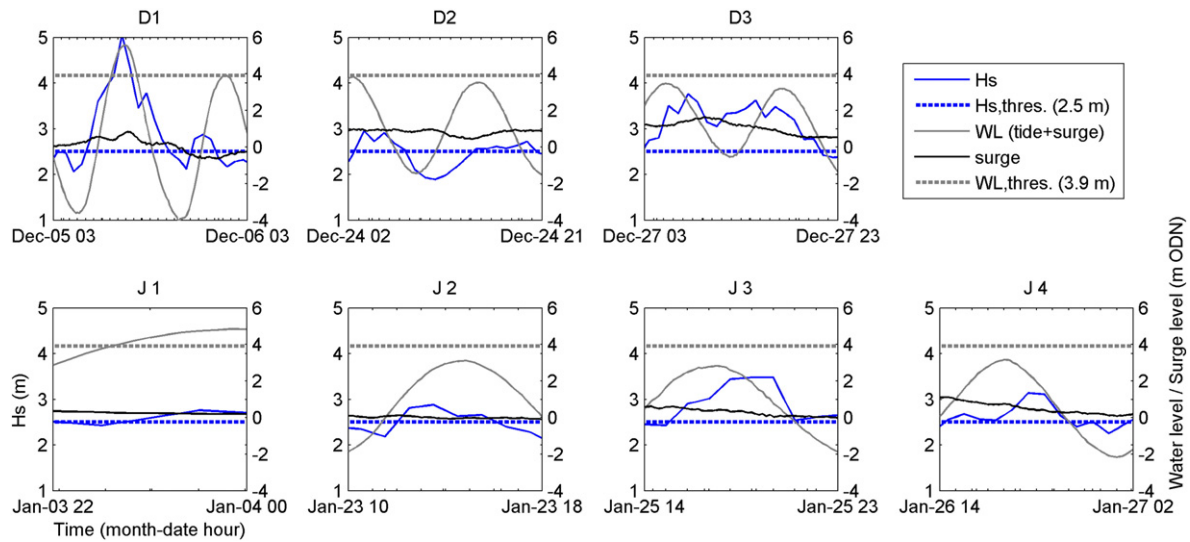 D1
D2
D3
5
4
3
2
1
6
4
2
0
-2
-4
Dec-05 03
Dec-06 03
5
4
3
2
1
6
4
2
0
-2
-4
Dec-24 02
Dec-24 21
5
4
3
2
1
6
4
2
0
-2
-4
Dec-27 03
Dec-27 23
Hs
Hs,thres. (2.5 m)
WL (tide+surge)
surge
WL,thres. (3.9 m)
J 1
J 2
J 3
J 4
Hs (m)
5
4
3
2
1
6
4
2
0
-2
-4
Jan-03 22
Jan-04 00
Time (month-date hour)
5
4
3
2
1
6
4
2
0
-2
-4
Jan-23 10
Jan-23 18
5
4
3
2
1
6
4
2
0
-2
-4
Jan-25 14
Jan-25 23
5
4
3
2
1
6
4
2
0
-2
-4
Jan-26 14
Jan-27 02
Water level / Surge level (m ODN)